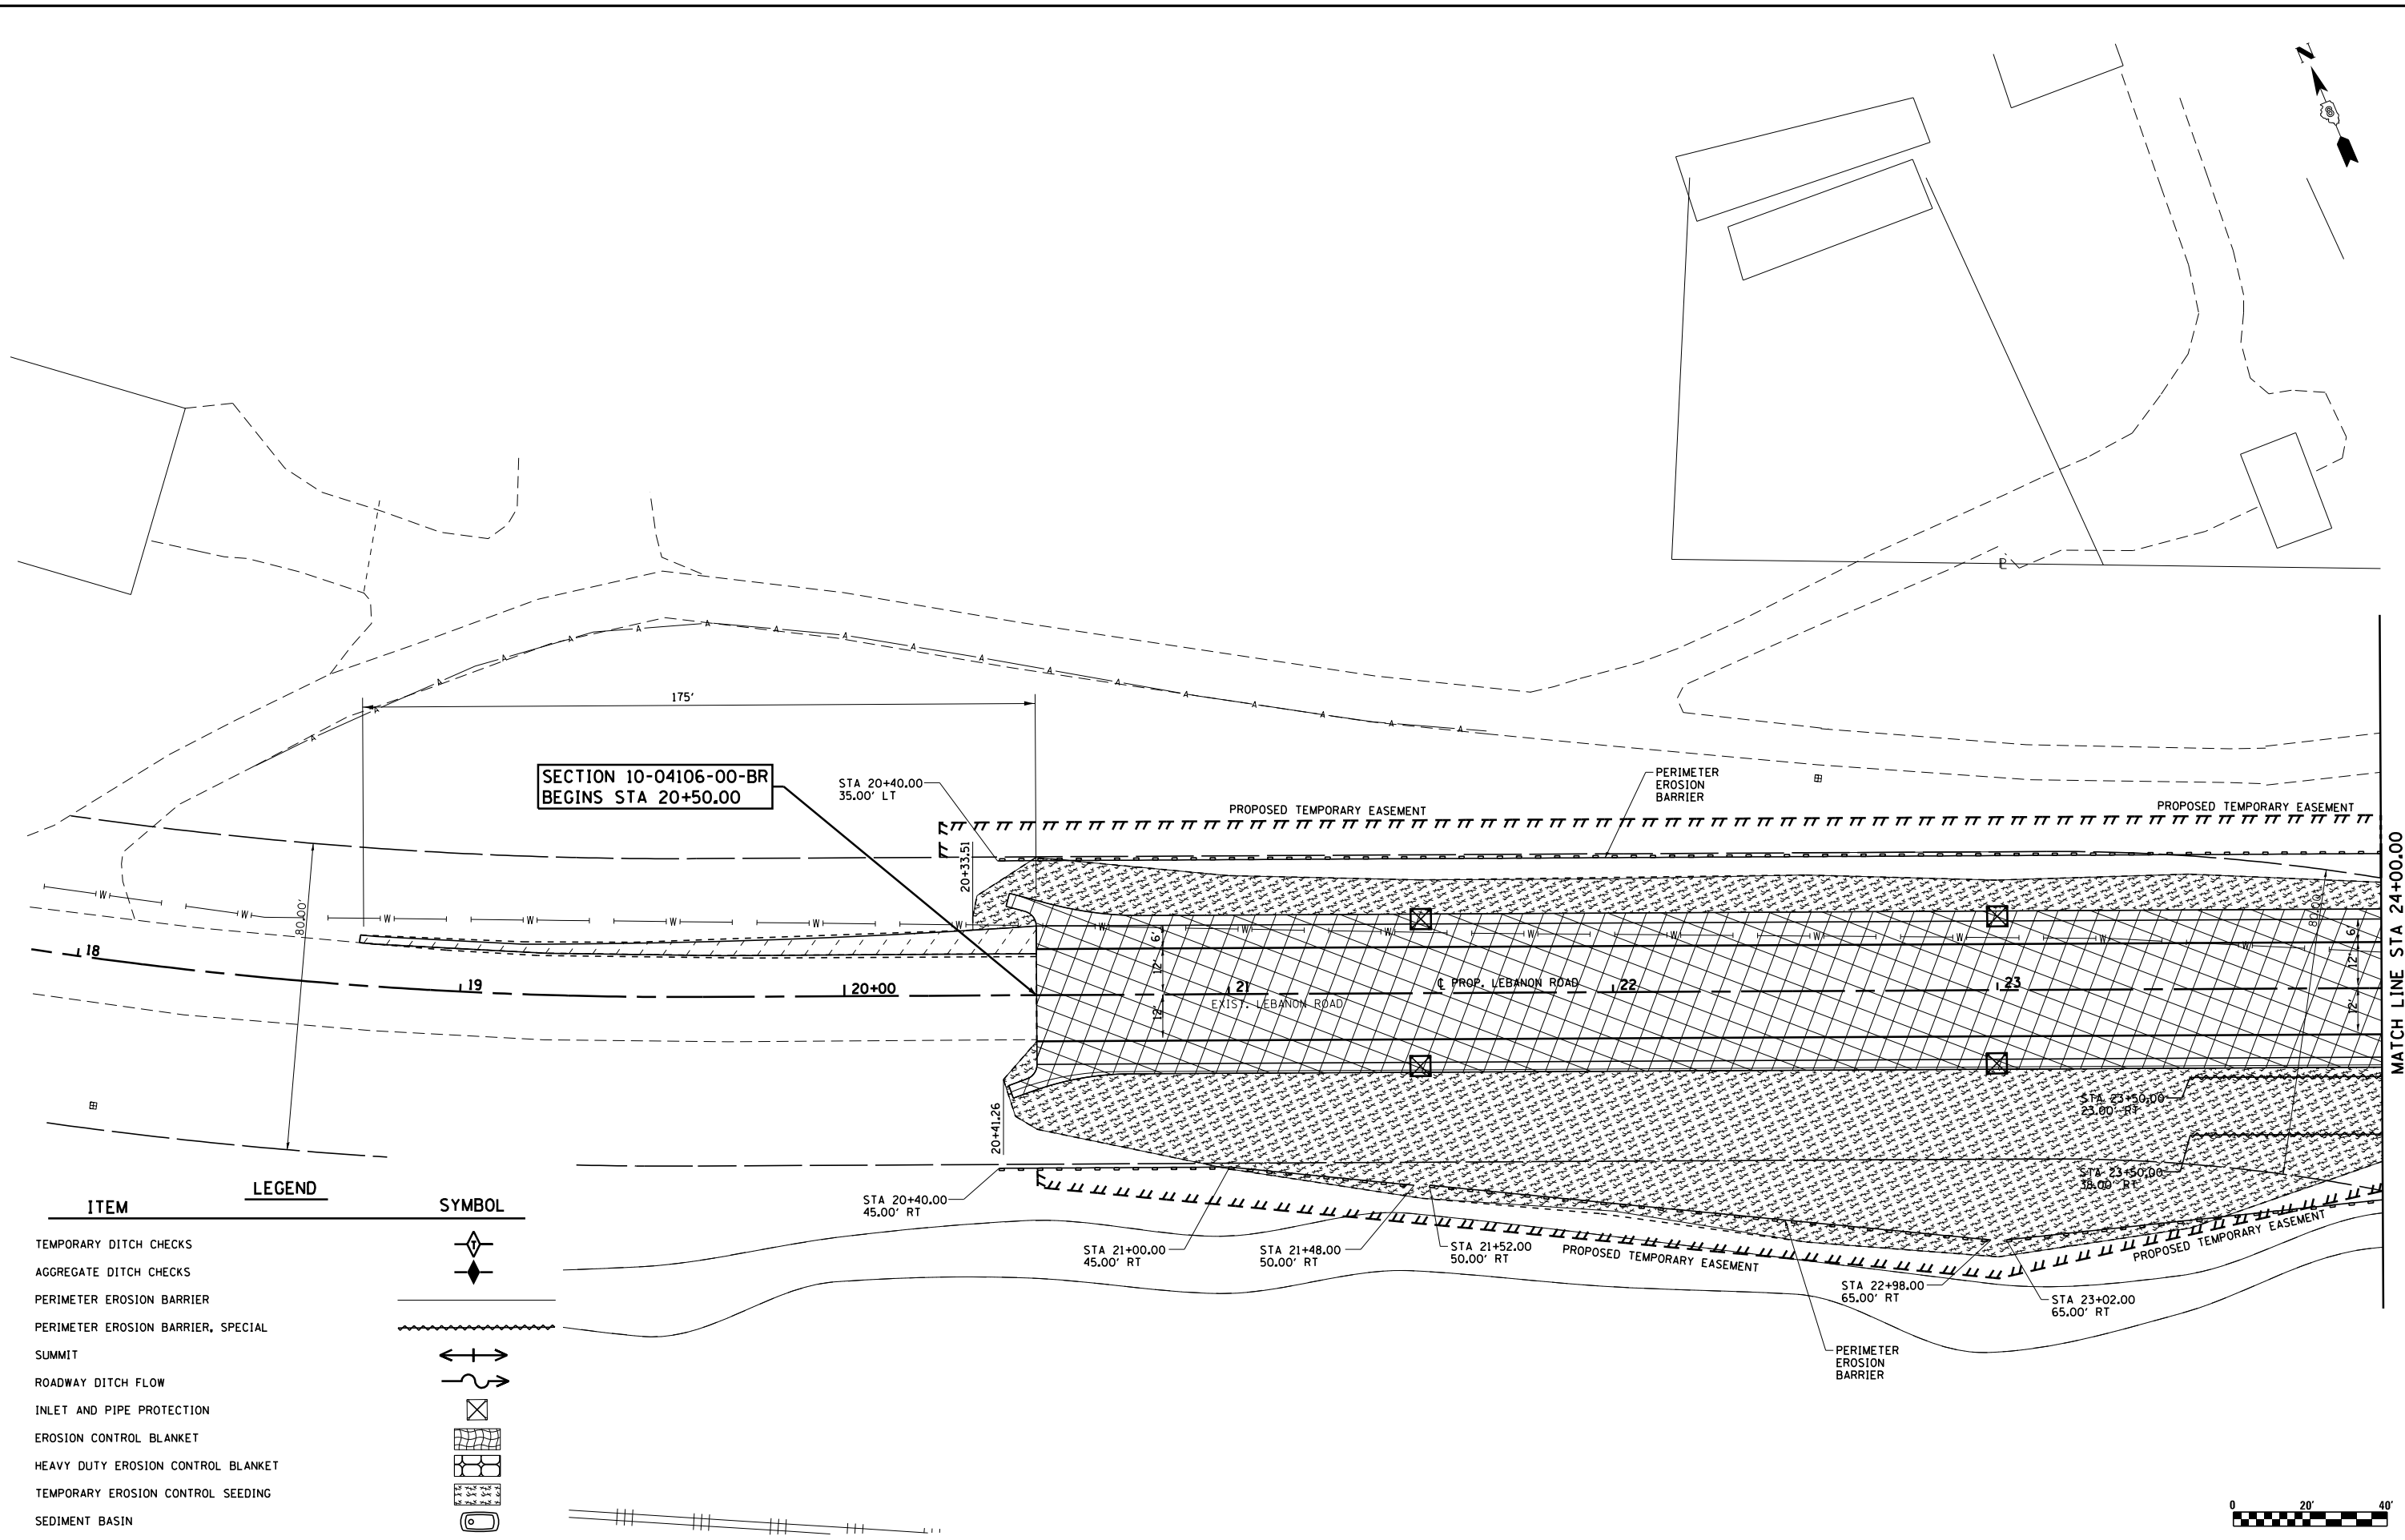 N
8
P
175'
SECTION 10-04106-00-BR
BEGINS STA 20+50.00
STA 20+40.00
35.00' LT
PERIMETER
EROSION
BARRIER
PROPOSED TEMPORARY EASEMENT
PROPOSED TEMPORARY EASEMENT
A A A A A A A A A A A A A A A A A A
20+33.51
80.00'
80.00'
MATCH LINE STA 24+00.00
W W W W W W W W W W W W W W W W
6'
12'
12'
6'
12'
12'
18
19
20+00
21
22
23
℄ PROP. LEBANON ROAD
EXIST. LEBANON ROAD
20+41.26
STA 23+50.00
23.00' RT
STA 23+50.00
38.00' RT
STA 20+40.00
45.00' RT
STA 21+00.00
45.00' RT
STA 21+48.00
50.00' RT
STA 21+52.00
50.00' RT
PROPOSED TEMPORARY EASEMENT
STA 22+98.00
65.00' RT
STA 23+02.00
65.00' RT
PROPOSED TEMPORARY EASEMENT
PERIMETER
EROSION
BARRIER
LEGEND
ITEM SYMBOL
TEMPORARY DITCH CHECKS T
AGGREGATE DITCH CHECKS
PERIMETER EROSION BARRIER
PERIMETER EROSION BARRIER, SPECIAL
SUMMIT
ROADWAY DITCH FLOW
INLET AND PIPE PROTECTION
EROSION CONTROL BLANKET
HEAVY DUTY EROSION CONTROL BLANKET
TEMPORARY EROSION CONTROL SEEDING
SEDIMENT BASIN
0 20' 40'